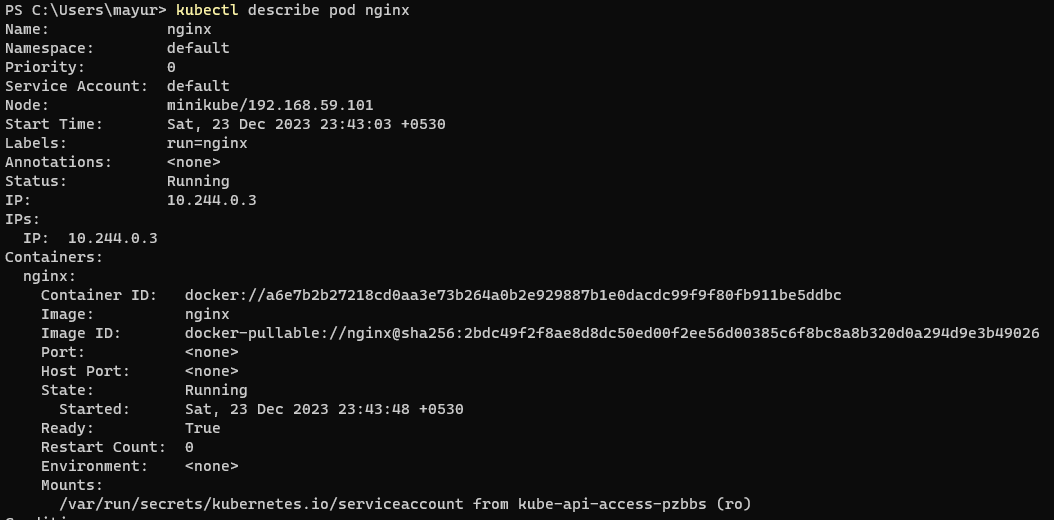 PS C:\Users\mayur> kubectl describe pod nginx
Name:             nginx
Namespace:        default
Priority:         0
Service Account:  default
Node:             minikube/192.168.59.101
Start Time:       Sat, 23 Dec 2023 23:43:03 +0530
Labels:           run=nginx
Annotations:      <none>
Status:           Running
IP:               10.244.0.3
IPs:
  IP:  10.244.0.3
Containers:
  nginx:
    Container ID:   docker://a6e7b2b27218cd0aa3e73b264a0b2e929887b1e0dacdc99f9f80fb911be5ddbc
    Image:          nginx
    Image ID:       docker-pullable://nginx@sha256:2bdc49f2f8ae8d8dc50ed00f2ee56d00385c6f8bc8a8b320d0a294d9e3b49026
    Port:           <none>
    Host Port:      <none>
    State:          Running
      Started:      Sat, 23 Dec 2023 23:43:48 +0530
    Ready:          True
    Restart Count:  0
    Environment:    <none>
    Mounts:
      /var/run/secrets/kubernetes.io/serviceaccount from kube-api-access-pzbbs (ro)